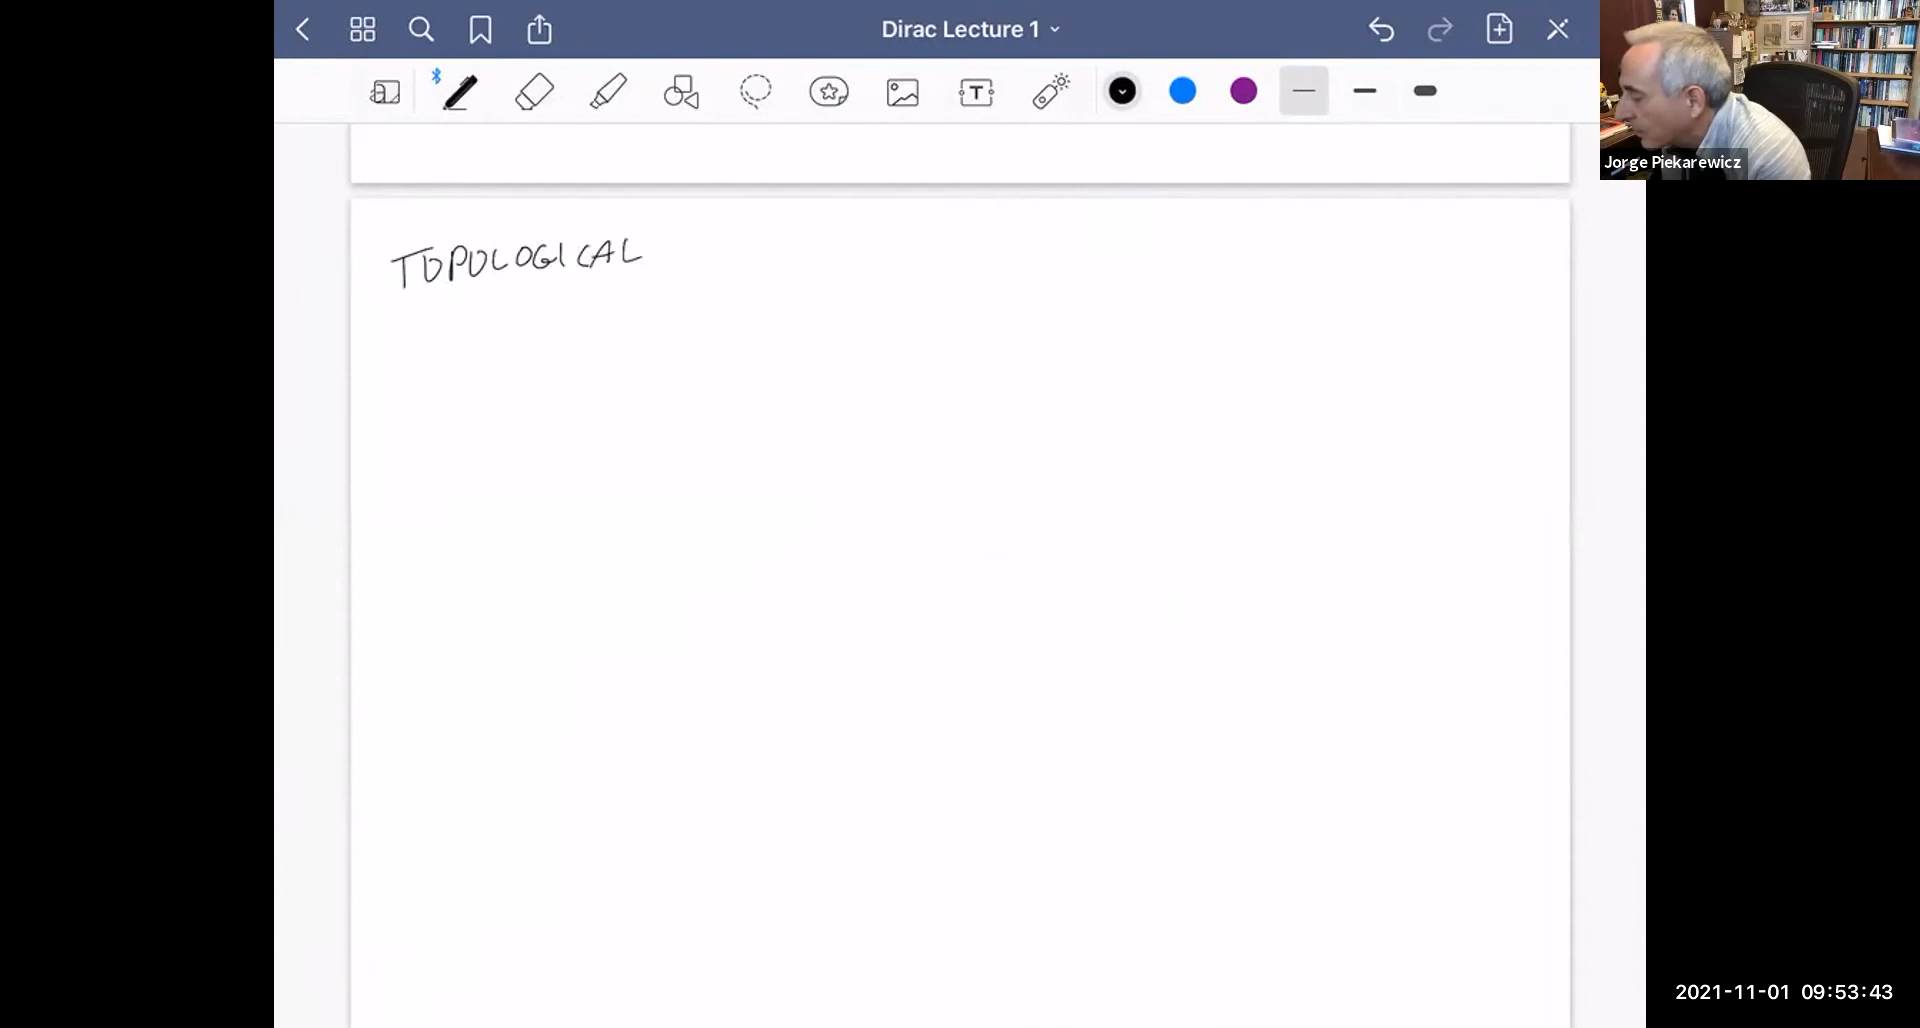 Dirac Lecture 1
T
Jorge Piekarewicz
TOPOLOGICAL
2021-11-01 09:53:43